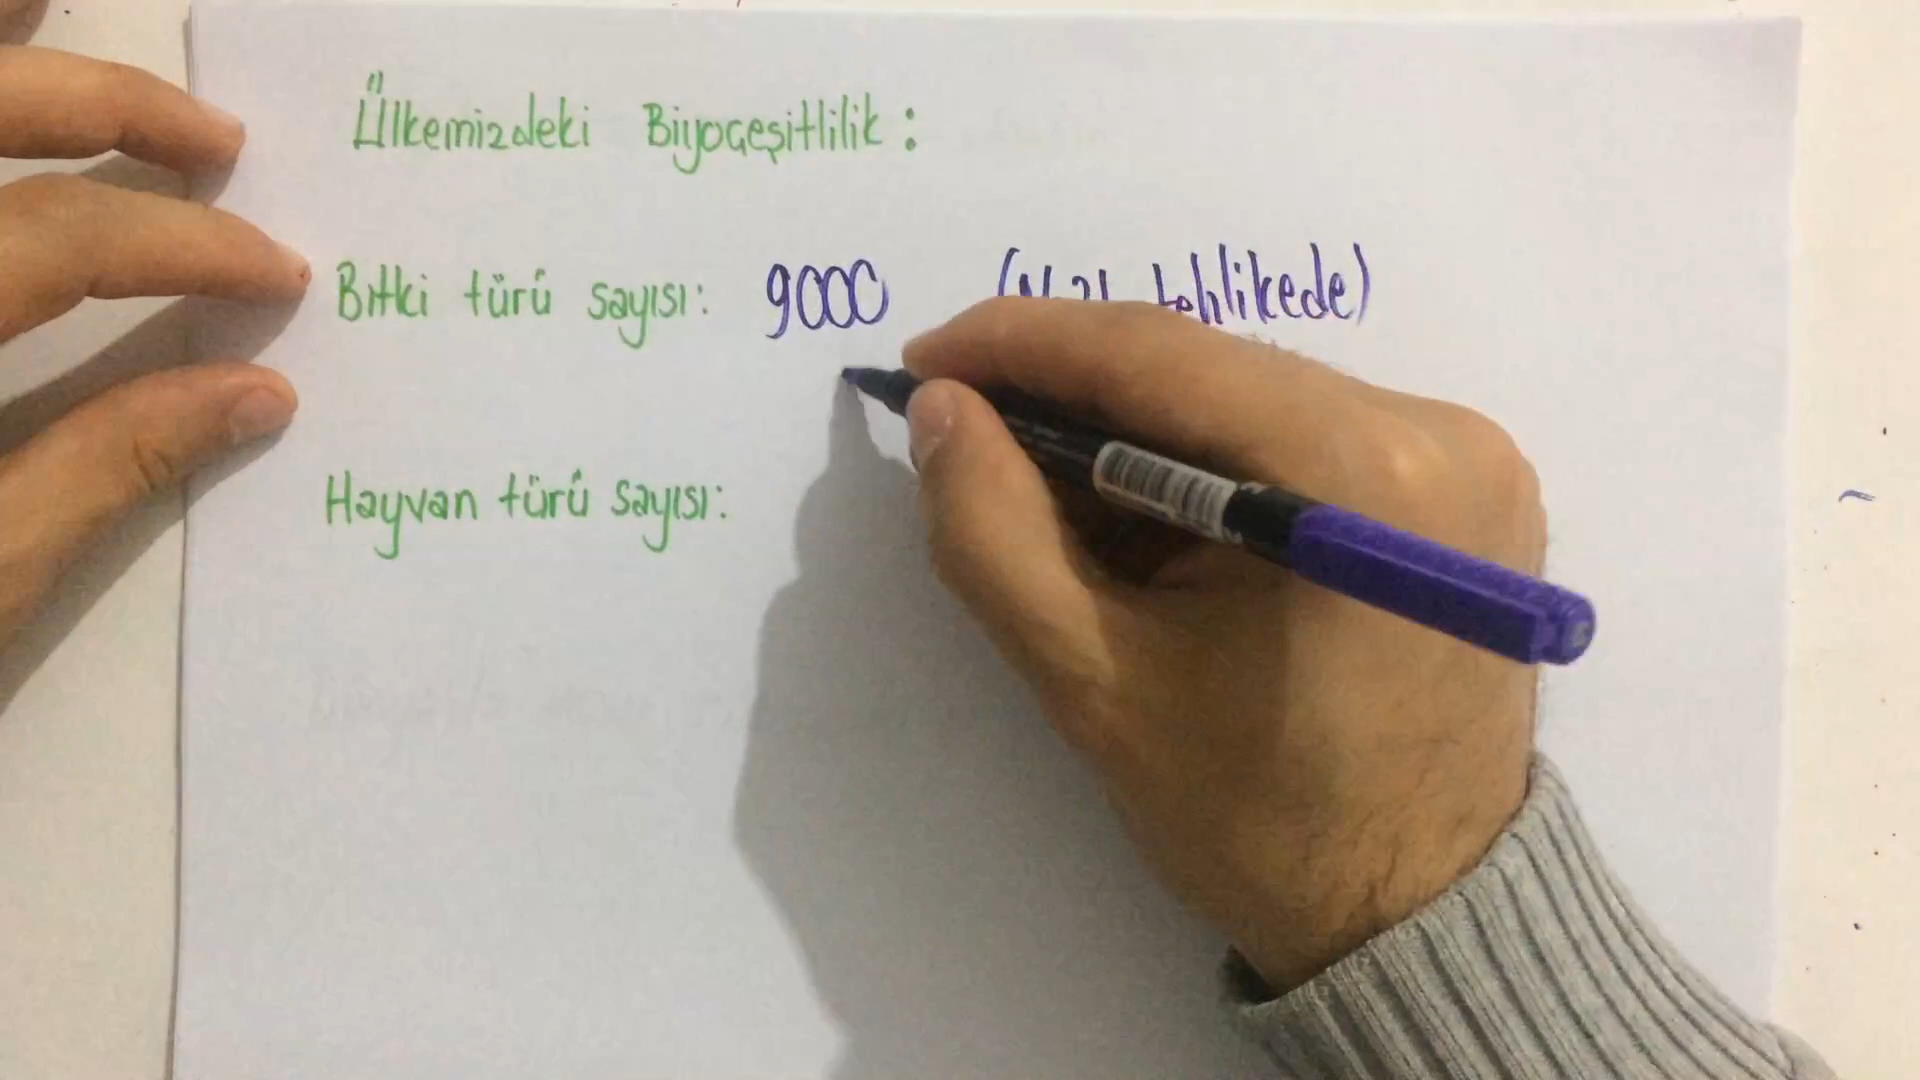 Ülkemizdeki Biyoçeşitlilik:
Bitki türü sayısı: 9000 tehlikede)
Hayvan türü sayısı: